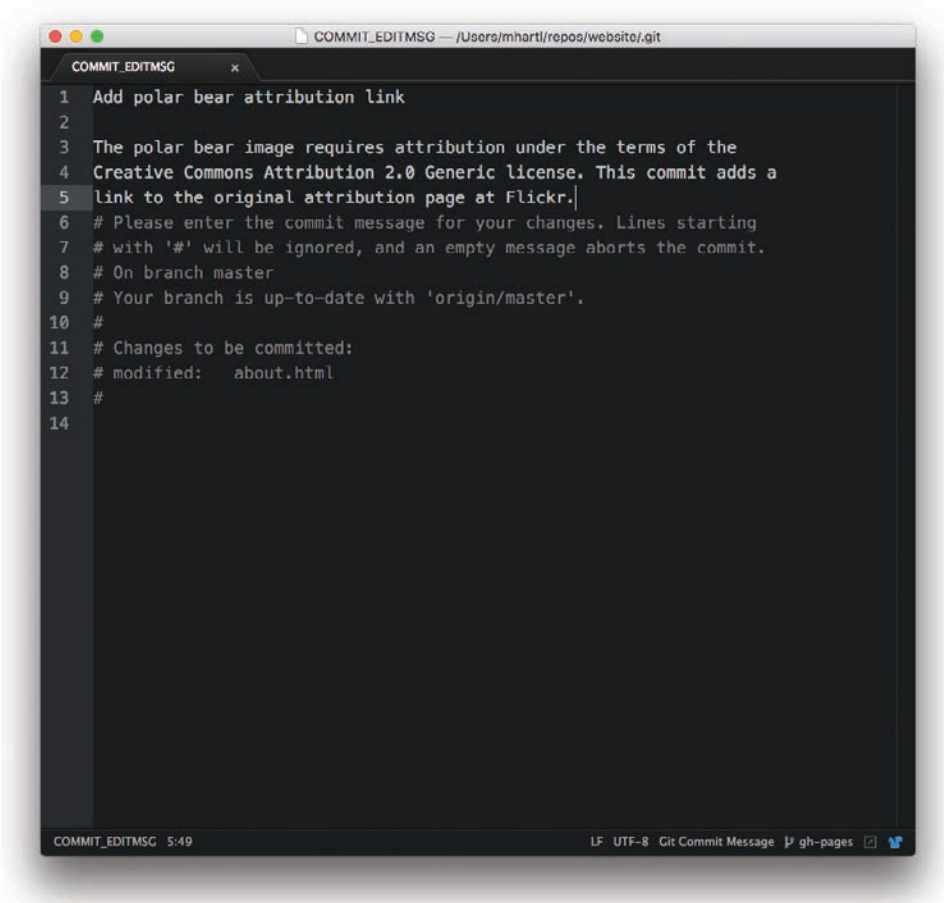 COMMIT_EDITMSG — /Users/mhartl/repos/website/.git
COMMIT_EDITMSG x
1 Add polar bear attribution link
2
3 The polar bear image requires attribution under the terms of the
4 Creative Commons Attribution 2.0 Generic license. This commit adds a
5 link to the original attribution page at Flickr.
6 # Please enter the commit message for your changes. Lines starting
7 # with '#' will be ignored, and an empty message aborts the commit.
8 # On branch master
9 # Your branch is up-to-date with 'origin/master'.
10 #
11 # Changes to be committed:
12 # modified:   about.html
13 #
14
COMMIT_EDITMSG 5:49 LF UTF-8 Git Commit Message gh-pages